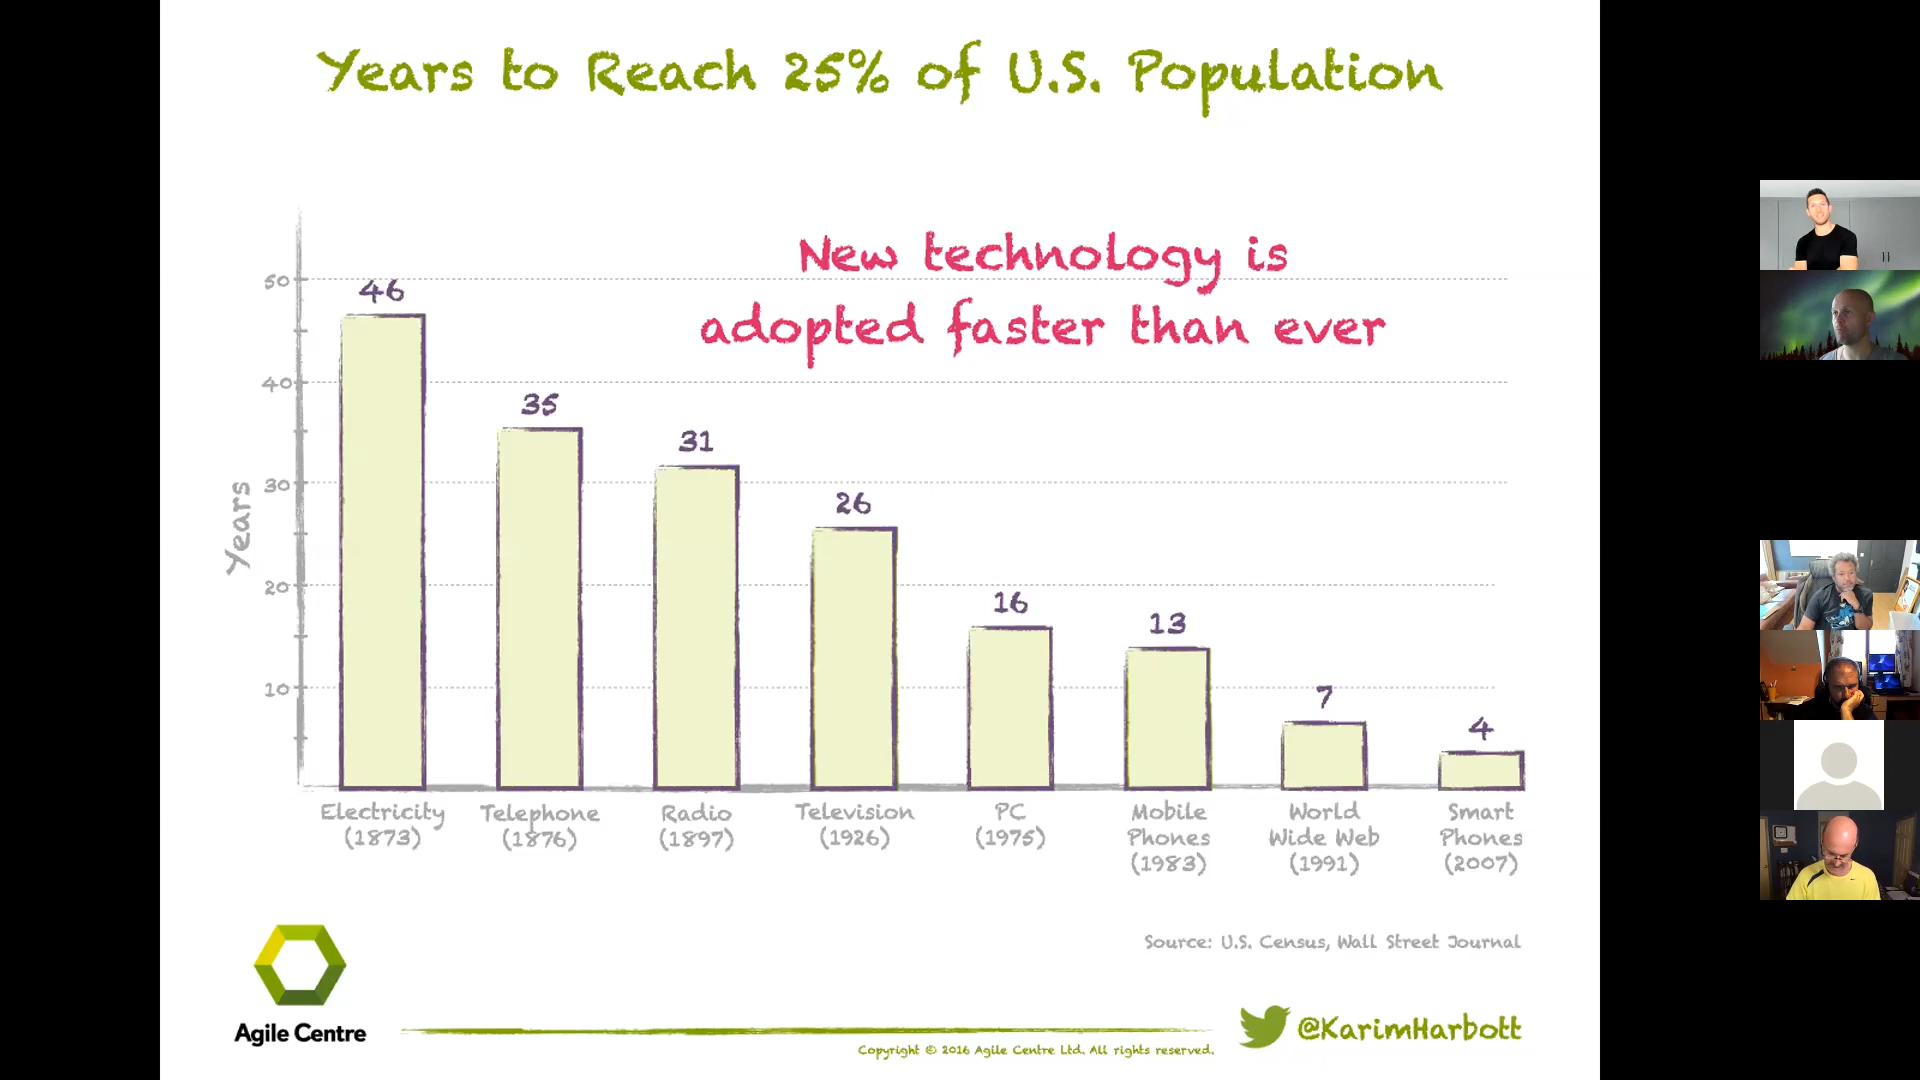 Years to Reach 25% of U.S. Population
New technology is
adopted faster than ever
Years
50
40
30
20
10
46
35
31
26
16
13
7
4
Electricity
(1873)
Telephone
(1876)
Radio
(1897)
Television
(1926)
PC
(1975)
Mobile
Phones
(1983)
World
Wide Web
(1991)
Smart
Phones
(2007)
Source: U.S. Census, Wall Street Journal
Agile Centre
Copyright © 2016 Agile Centre Ltd. All rights reserved.
@KarimHarbott